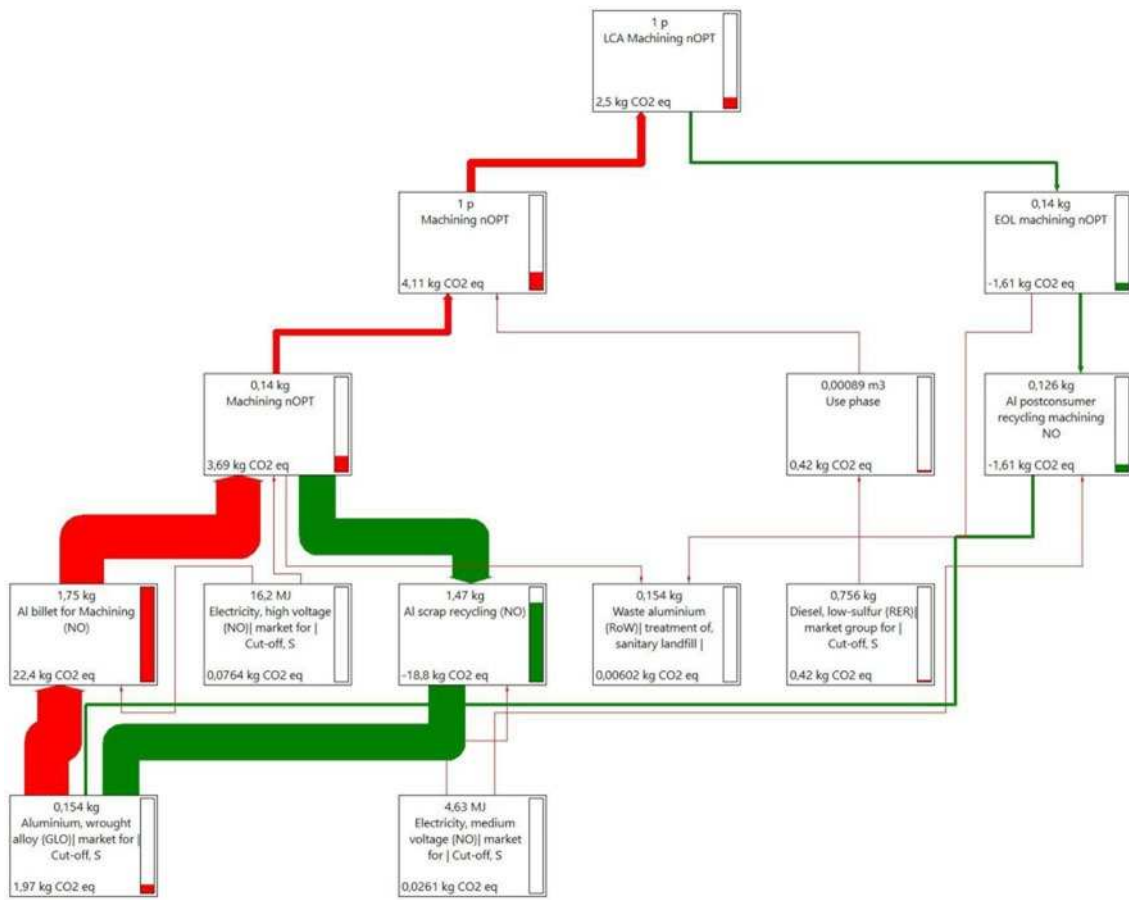 1 p
LCA Machining nOPT
2,5 kg CO2 eq
1 p
Machining nOPT
4,11 kg CO2 eq
0,14 kg
EOL machining nOPT
-1,61 kg CO2 eq
0,14 kg
Machining nOPT
3,69 kg CO2 eq
0,00089 m3
Use phase
0,42 kg CO2 eq
0,126 kg
Al postconsumer
recycling machining
NO
-1,61 kg CO2 eq
1,75 kg
Al billet for Machining
(NO)
22,4 kg CO2 eq
16,2 MJ
Electricity, high voltage
{NO}| market for |
Cut-off, S
0,0764 kg CO2 eq
1,47 kg
Al scrap recycling (NO)
-18,8 kg CO2 eq
0,154 kg
Waste aluminium
{RoW}| treatment of,
sanitary landfill |
0,00602 kg CO2 eq
0,756 kg
Diesel, low-sulfur {RER}|
market group for |
Cut-off, S
0,42 kg CO2 eq
0,154 kg
Aluminium, wrought
alloy {GLO}| market for |
Cut-off, S
1,97 kg CO2 eq
4,63 MJ
Electricity, medium
voltage {NO}| market
for | Cut-off, S
0,0261 kg CO2 eq